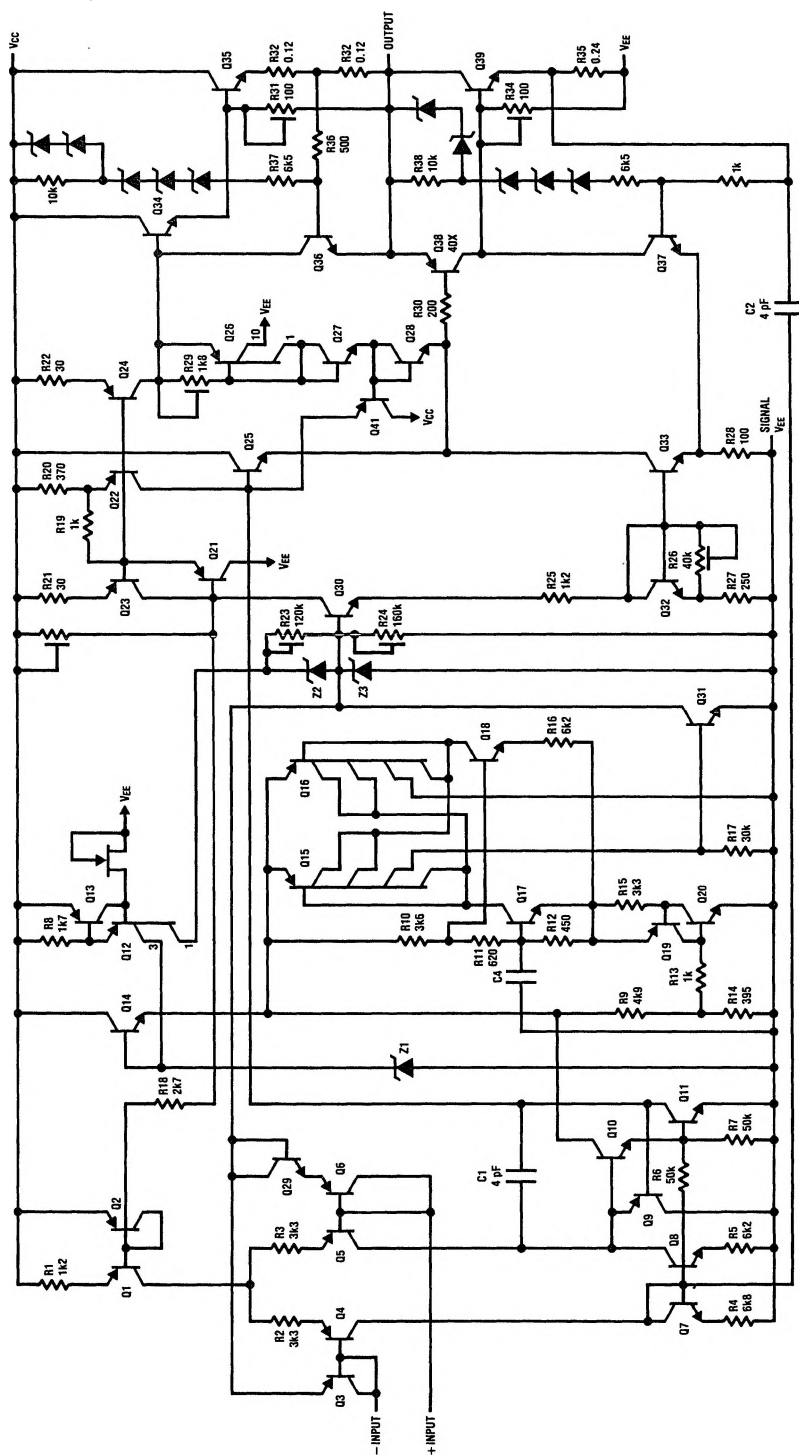 VCC
R1
1k2
Q1
Q2
R18
2k7
Q14
R8
1k7
Q12
3
1
Q13
VEE
R21
30
Q23
R19
1k
R20
370
Q22
Q21
VEE
R22
30
Q24
10k
Q34
Q35
R32
0.12
R32
0.12
R31
100
R36
500
R37
6k5
OUTPUT
Q36
R29
1k8
Q26
10
VEE
1
Q27
Q28
Q41
VCC
Q25
R30
200
Q38
40X
R38
10k
Q39
R34
100
R35
0.24
VEE
6k5
1k
Q37
Q30
R23
120k
R24
160k
Z2
Z3
R25
1k2
Q32
R26
40k
R27
250
Q33
R28
100
SIGNAL
VEE
C2
4 pF
Q16
Q15
Q18
R16
6k2
Q31
R17
30k
R10
3k6
R11
620
Q17
R12
450
C4
R15
3k3
Q19
Q20
R13
1k
R9
4k9
R14
395
Z1
Q29
Q6
Q5
R3
3k3
R2
3k3
Q4
Q3
− INPUT
+ INPUT
C1
4 pF
Q10
Q11
Q9
R6
50k
R7
50k
Q8
R5
6k2
Q7
R4
6k8